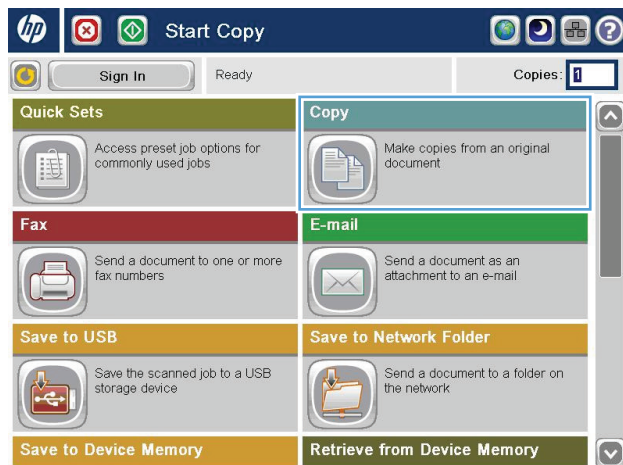 hp
Start Copy
?
Sign In
Ready
Copies: 1
Quick Sets
Access preset job options for
commonly used jobs
Copy
Make copies from an original
document
Fax
Send a document to one or more
fax numbers
E-mail
Send a document as an
attachment to an e-mail
Save to USB
Save the scanned job to a USB
storage device
Save to Network Folder
Send a document to a folder on
the network
Save to Device Memory
Retrieve from Device Memory